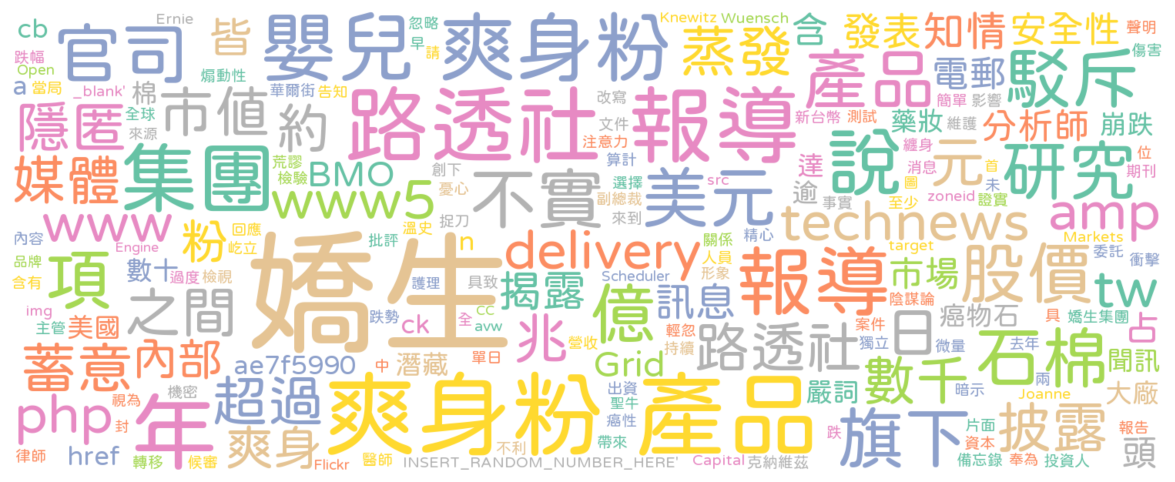 cb
Ernie
官司
皆
嬰兒
爽身粉
忽略
早
請
Knewitz
Wuensch
蒸發
含
發表
知情
安全性
聲明
跌幅
Open
a
當局
_blank'
煽動性
華爾街
告知
棉
全球
來源
隱匿
市值
約
路透社
改寫
文件
注意力
報導
產品
電郵
駁斥
傷害
簡單
影響
新台幣
測試
藥妝
維護
分析師
崩跌
媒體
集團
荒謬
檢驗
BMO
創下
憂心
算計
選擇
副總裁
來到
src
不實
美元
達
逾
事實
說
纏身
消息
元
圖
至少
首
未
zoneid
證實
研究
位
期刊
www
www5
捉刀
溫史
technews
amp
內容
品牌
含有
Engine
項
粉
回應
屹立
數十
過度
檢視
n
批評
嬌生
delivery
關係
人員
形象
精心
target
報導
市場
股價
Markets
委託
衝擊
tw
img
主管
美國
之間
護理
具致
跌勢
ck
全
cc
avw
揭露
Scheduler
億
訊息
陰謀論
癌物石
具
嬌生集團
占
蓄意
內部
ae7f5990
中
潛藏
單日
兆
營收
Grid
輕忽
持續
路透社
案件
獨立
日
微量
去年
石棉
聞訊
機密
超過
爽身粉
產品
出資
聖牛
癌性
嚴詞
數千
暗示
兩
Joanne
大廠
php
視為
封
年
律師
href
轉移
候審
爽身
Flickr
醫師
不利
帶來
INSERT_RANDOM_NUMBER_HERE'
Capital
克納維茲
跌
旗下
片面
資本
備忘錄
奉為
投資人
披露
報告
頭